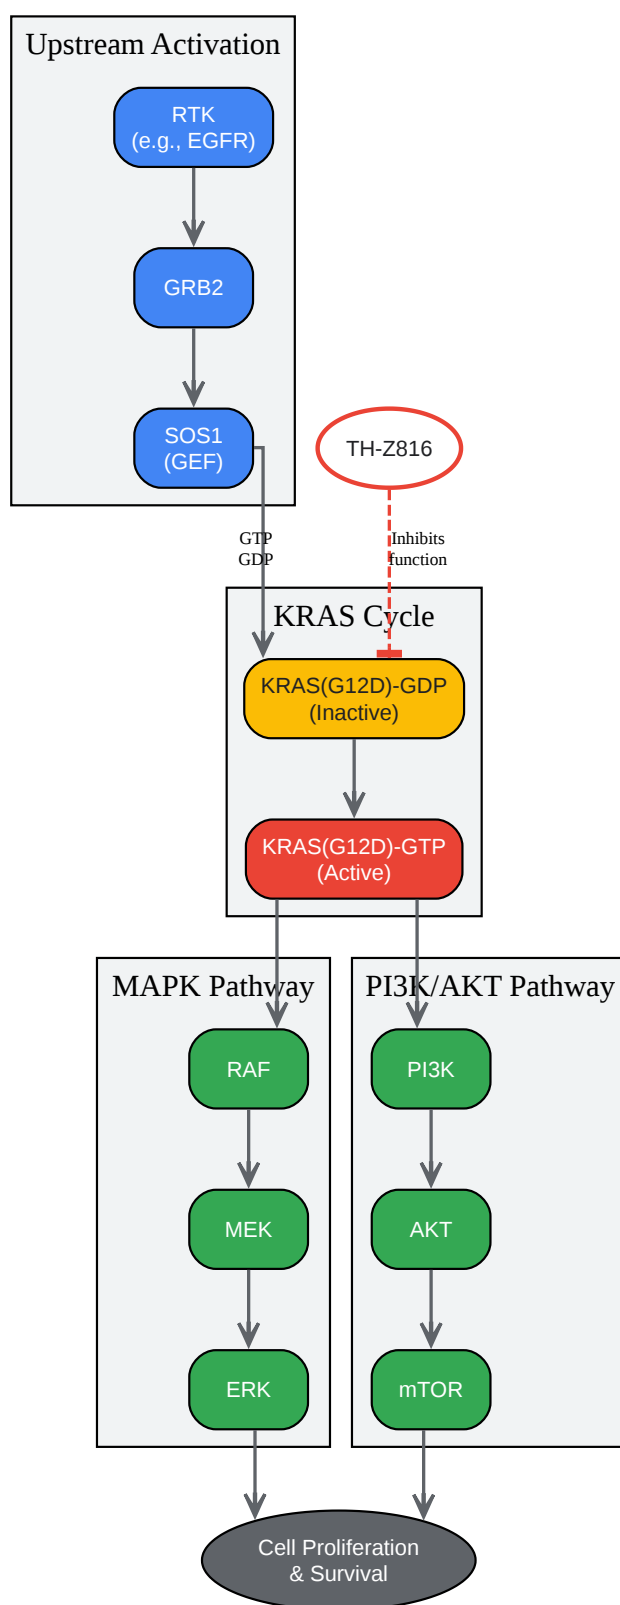 Upstream Activation
RTK
(e.g., EGFR)
GRB2
SOS1
(GEF)
TH-Z816
GTP
GDP
Inhibits
function
KRAS Cycle
KRAS(G12D)-GDP
(Inactive)
KRAS(G12D)-GTP
(Active)
MAPK Pathway
RAF
MEK
ERK
PI3K/AKT Pathway
PI3K
AKT
mTOR
Cell Proliferation
& Survival